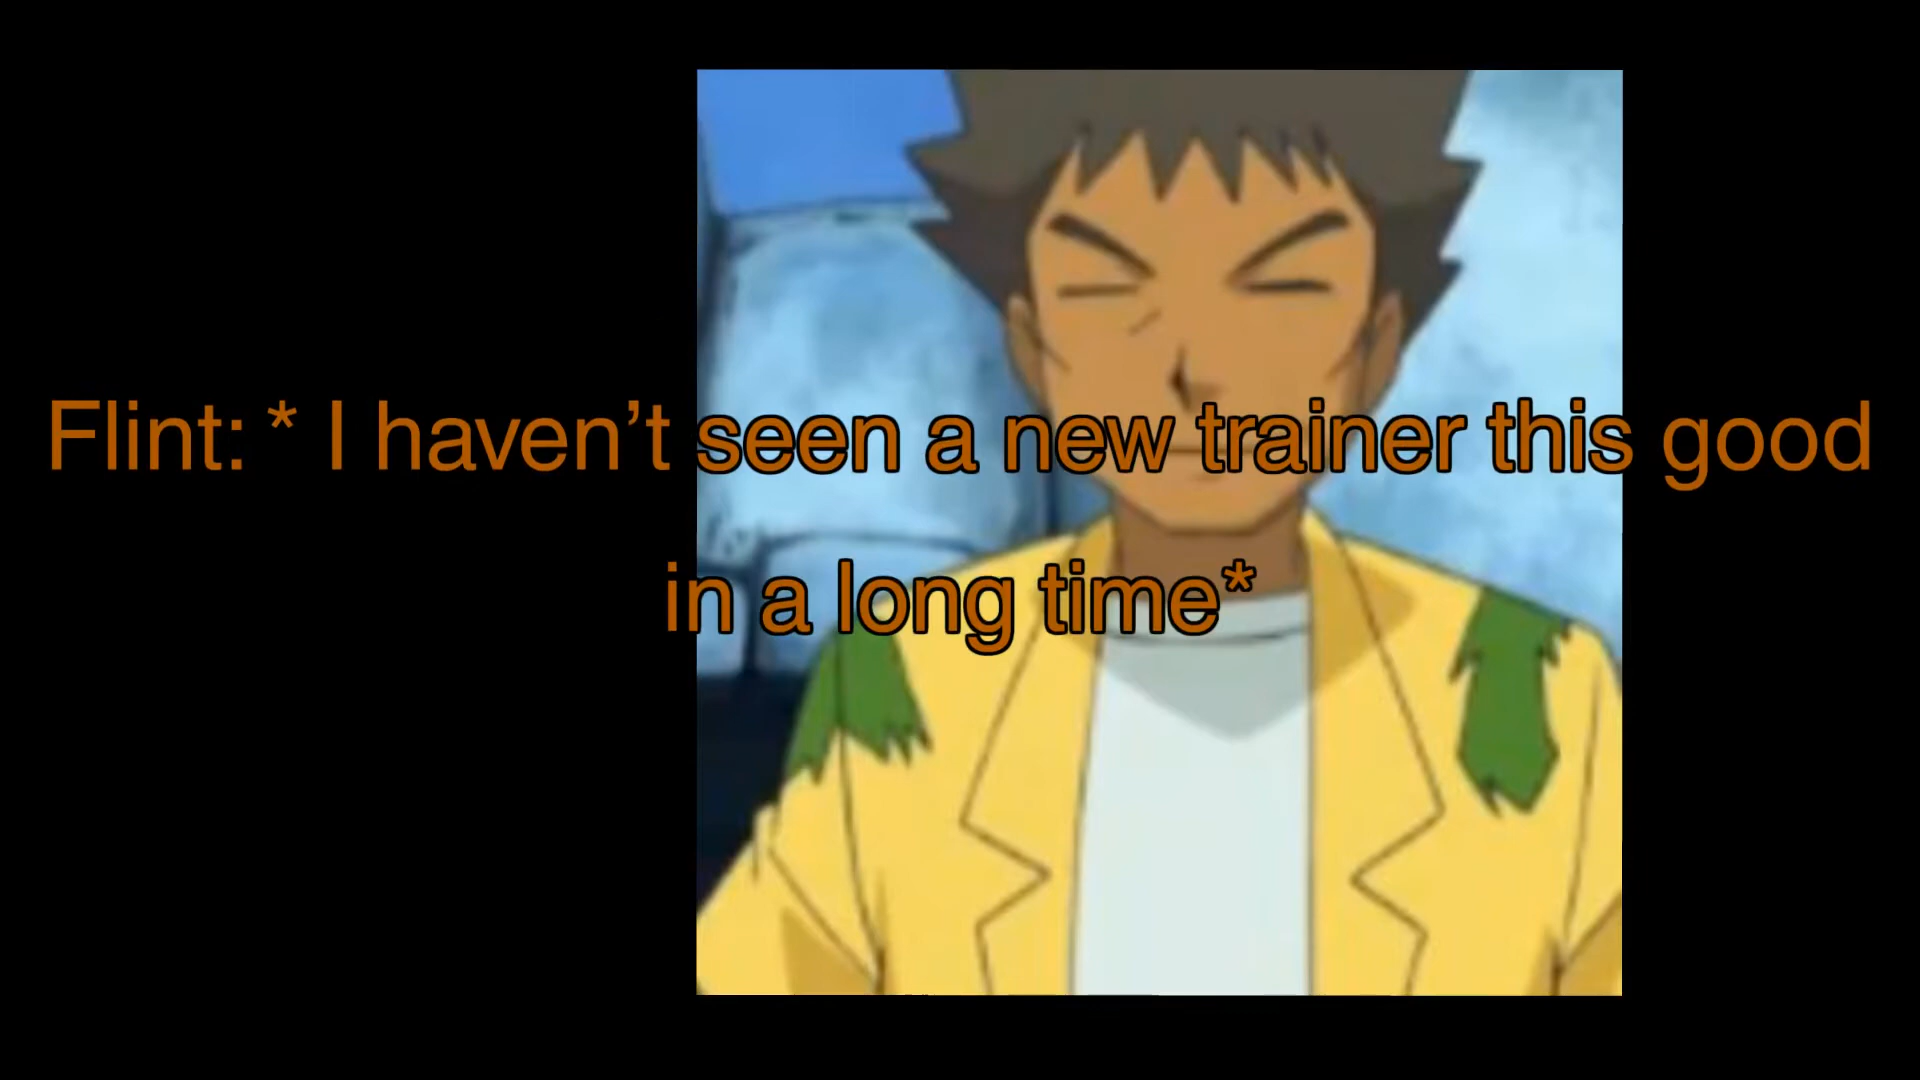 Flint: * I haven’t seen a new trainer this good
in a long time*